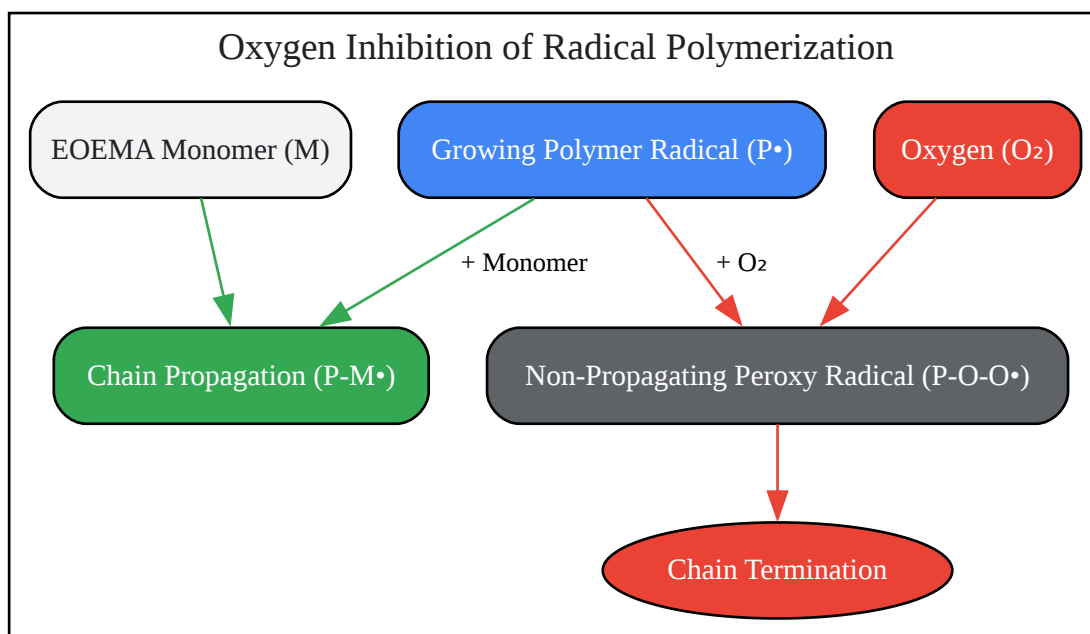 Oxygen Inhibition of Radical Polymerization
EOEMA Monomer (M)
Growing Polymer Radical (P•)
Oxygen (O₂)
+ Monomer
+ O₂
Chain Propagation (P-M•)
Non-Propagating Peroxy Radical (P-O-O•)
Chain Termination